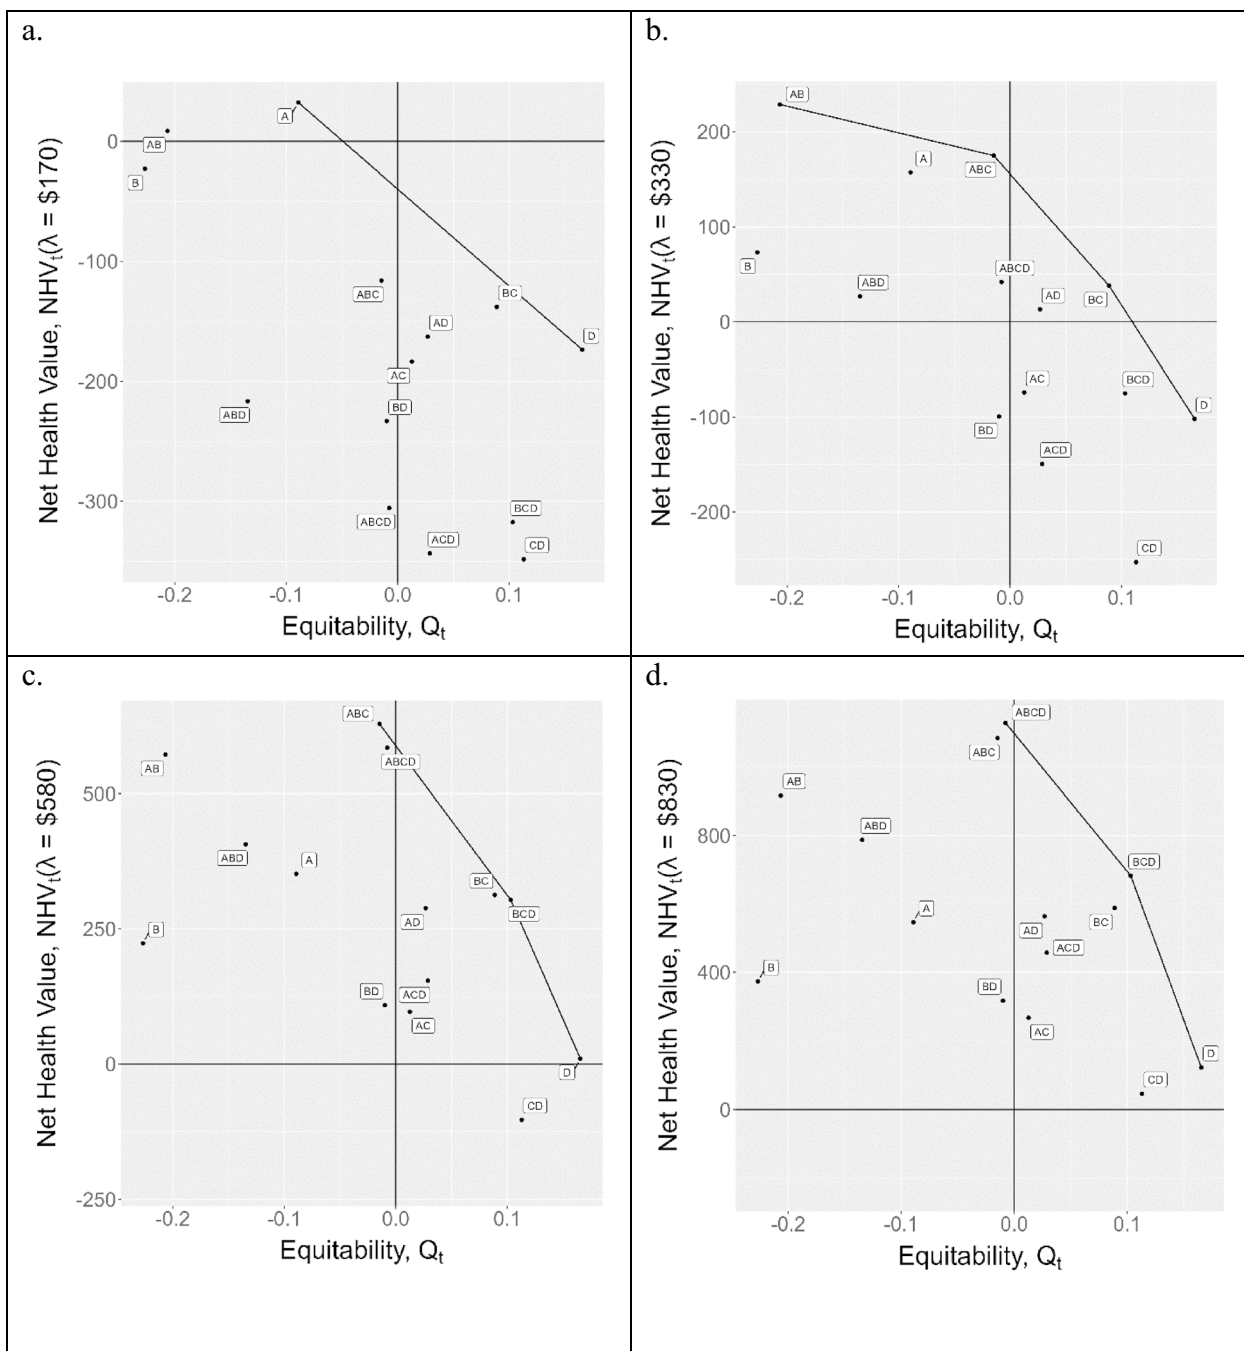 a.
Net Health Value, NHVₜ(λ = $170)
0
-100
-200
-300
A
AB
B
ABC
BC
AD
D
AC
ABD
BD
ABCD
BCD
ACD
CD
-0.2 -0.1 0.0 0.1
Equitability, Qₜ
b.
Net Health Value, NHVₜ(λ = $330)
200
100
0
-100
-200
AB
A
ABC
B
ABCD
ABD
AD
BC
AC
BCD
D
BD
ACD
CD
-0.2 -0.1 0.0 0.1
Equitability, Qₜ
c.
Net Health Value, NHVₜ(λ = $580)
500
250
0
-250
ABC
AB
ABCD
ABD
A
BC
BCD
AD
B
BD
ACD
AC
D
CD
-0.2 -0.1 0.0 0.1
Equitability, Qₜ
d.
Net Health Value, NHVₜ(λ = $830)
800
400
0
ABCD
ABC
AB
ABD
BCD
A
AD
BC
ACD
B
BD
AC
D
CD
-0.2 -0.1 0.0 0.1
Equitability, Qₜ